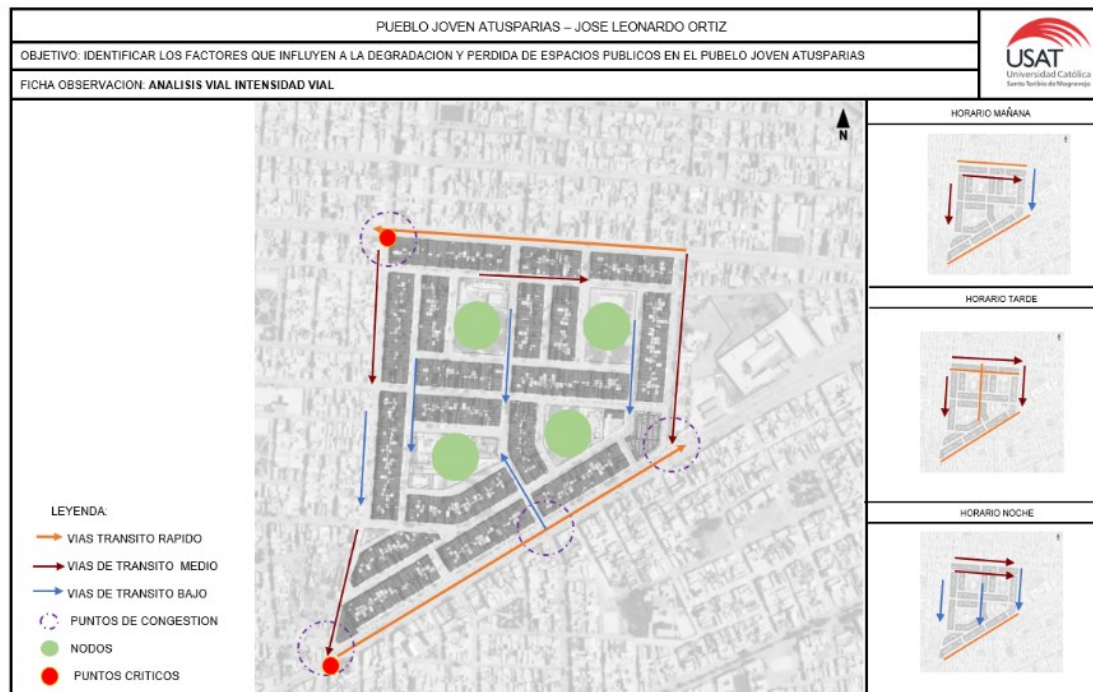 PUEBLO JOVEN ATUSPARIAS – JOSE LEONARDO ORTIZ
OBJETIVO: IDENTIFICAR LOS FACTORES QUE INFLUYEN A LA DEGRADACION Y PERDIDA DE ESPACIOS PUBLICOS EN EL PUBELO JOVEN ATUSPARIAS
FICHA OBSERVACION: ANALISIS VIAL INTENSIDAD VIAL
USAT
Universidad Católica
Santo Toribio de Mogrovejo
N
HORARIO MAÑANA
HORARIO TARDE
HORARIO NOCHE
LEYENDA:
VIAS TRANSITO RAPIDO
VIAS DE TRANSITO MEDIO
VIAS DE TRANSITO BAJO
PUNTOS DE CONGESTION
NODOS
PUNTOS CRITICOS